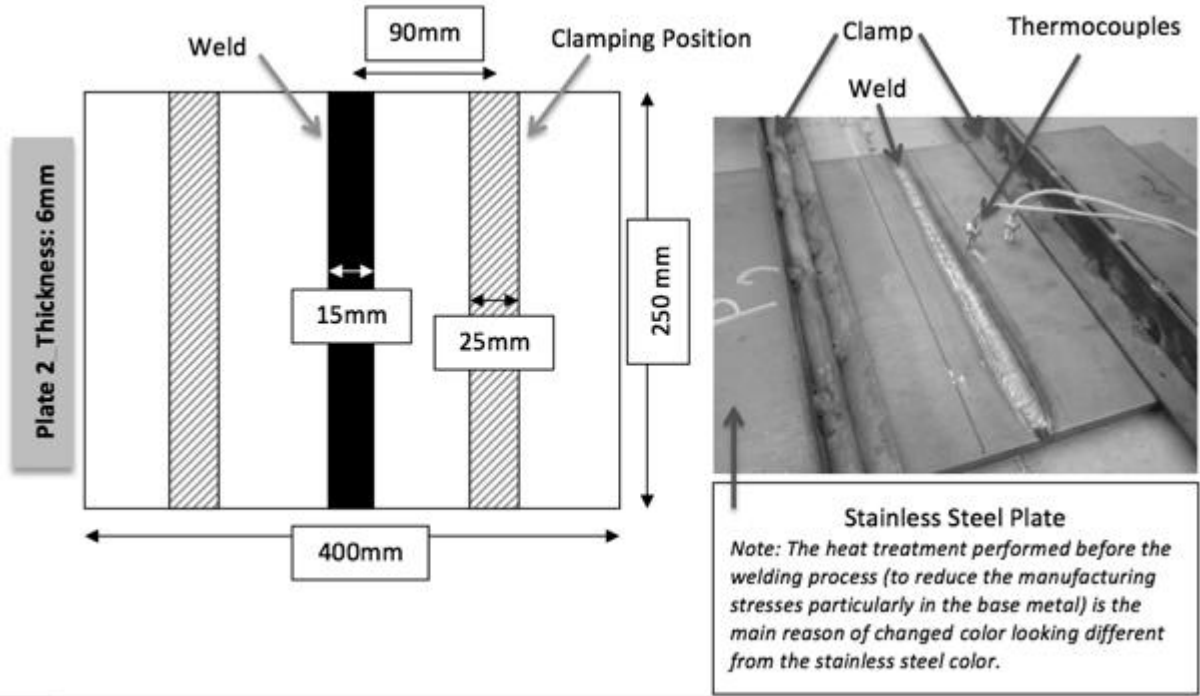 90mm
Weld
Clamping Position
Plate 2_Thickness: 6mm
15mm
25mm
250 mm
400mm
Clamp
Thermocouples
Weld
Stainless Steel Plate
Note: The heat treatment performed before the
welding process (to reduce the manufacturing
stresses particularly in the base metal) is the
main reason of changed color looking different
from the stainless steel color.